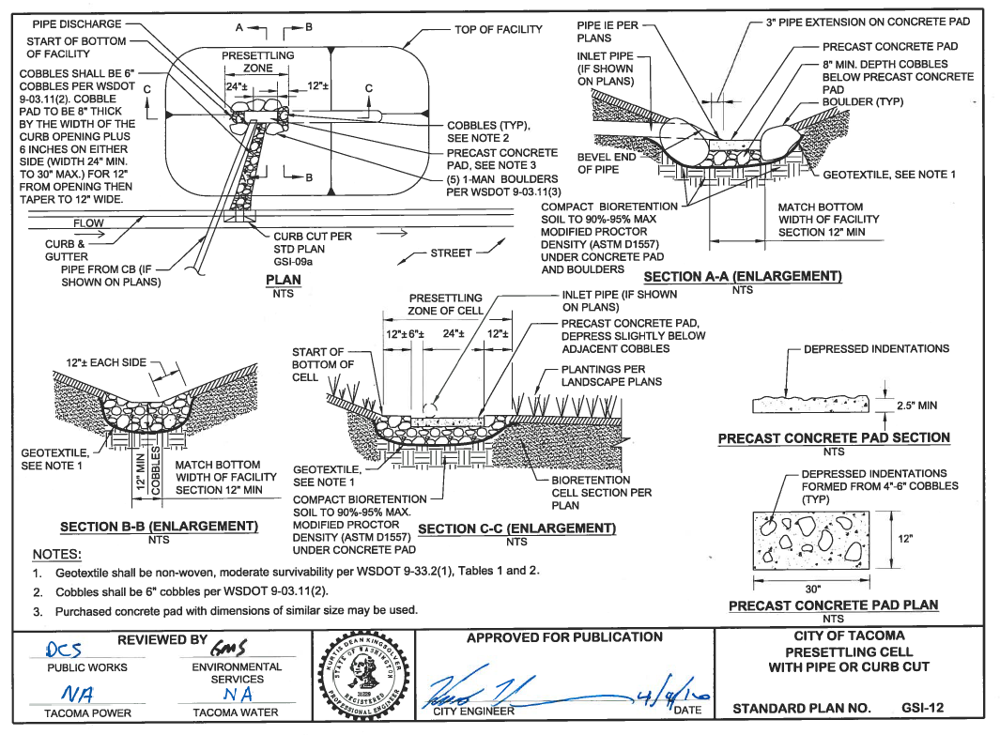 PIPE DISCHARGE
START OF BOTTOM
OF FACILITY
COBBLES SHALL BE 6"
COBBLES PER WSDOT
9-03.11(2). COBBLE
PAD TO BE 8" THICK
BY THE WIDTH OF THE
CURB OPENING PLUS
6 INCHES ON EITHER
SIDE (WIDTH 24" MIN.
TO 30" MAX.) FOR 12"
FROM OPENING THEN
TAPER TO 12" WIDE.
A
B
PRESETTLING
ZONE
24"±
12"±
C
C
TOP OF FACILITY
COBBLES (TYP),
SEE NOTE 2
PRECAST CONCRETE
PAD, SEE NOTE 3
(5) 1-MAN BOULDERS
PER WSDOT 9-03.11(3)
A
B
FLOW
CURB &
GUTTER
PIPE FROM CB (IF
SHOWN ON PLANS)
CURB CUT PER
STD PLAN
GSI-09a
STREET
PLAN
NTS
PIPE IE PER
PLANS
INLET PIPE
(IF SHOWN
ON PLANS)
3" PIPE EXTENSION ON CONCRETE PAD
PRECAST CONCRETE PAD
8" MIN. DEPTH COBBLES
BELOW PRECAST CONCRETE
PAD
BOULDER (TYP)
BEVEL END
OF PIPE
GEOTEXTILE, SEE NOTE 1
COMPACT BIORETENTION
SOIL TO 90%-95% MAX
MODIFIED PROCTOR
DENSITY (ASTM D1557)
UNDER CONCRETE PAD
AND BOULDERS
MATCH BOTTOM
WIDTH OF FACILITY
SECTION 12" MIN
SECTION A-A (ENLARGEMENT)
NTS
12"± EACH SIDE
GEOTEXTILE,
SEE NOTE 1
12" MIN
COBBLES
MATCH BOTTOM
WIDTH OF FACILITY
SECTION 12" MIN
SECTION B-B (ENLARGEMENT)
NTS
PRESETTLING
ZONE OF CELL
12"±
6"±
24"±
12"±
START OF
BOTTOM OF
CELL
INLET PIPE (IF SHOWN
ON PLANS)
PRECAST CONCRETE PAD,
DEPRESS SLIGHTLY BELOW
ADJACENT COBBLES
PLANTINGS PER
LANDSCAPE PLANS
GEOTEXTILE,
SEE NOTE 1
COMPACT BIORETENTION
SOIL TO 90%-95% MAX.
MODIFIED PROCTOR
DENSITY (ASTM D1557)
UNDER CONCRETE PAD
BIORETENTION
CELL SECTION PER
PLAN
SECTION C-C (ENLARGEMENT)
NTS
DEPRESSED INDENTATIONS
2.5" MIN
PRECAST CONCRETE PAD SECTION
NTS
DEPRESSED INDENTATIONS
FORMED FROM 4"-6" COBBLES
(TYP)
12"
30"
PRECAST CONCRETE PAD PLAN
NTS
NOTES:
1. Geotextile shall be non-woven, moderate survivability per WSDOT 9-33.2(1), Tables 1 and 2.
2. Cobbles shall be 6" cobbles per WSDOT 9-03.11(2).
3. Purchased concrete pad with dimensions of similar size may be used.
REVIEWED BY
DCS
PUBLIC WORKS
GMS
ENVIRONMENTAL
SERVICES
NA
TACOMA POWER
NA
TACOMA WATER
KURTIS DEAN KINGSOLVER
STATE OF WASHINGTON
31229
REGISTERED
PROFESSIONAL ENGINEER
APPROVED FOR PUBLICATION
CITY ENGINEER
DATE
CITY OF TACOMA
PRESETTLING CELL
WITH PIPE OR CURB CUT
STANDARD PLAN NO. GSI-12